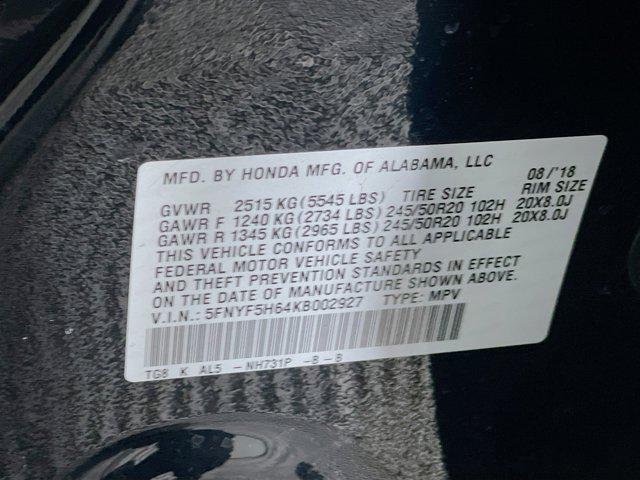 MFD. BY HONDA MFG. OF ALABAMA, LLC 08/'18
GVWR 2515 KG (5545 LBS) TIRE SIZE RIM SIZE
GAWR F 1240 KG (2734 LBS) 245/50R20 102H 20X8.0J
GAWR R 1345 KG (2965 LBS) 245/50R20 102H 20X8.0J
THIS VEHICLE CONFORMS TO ALL APPLICABLE
FEDERAL MOTOR VEHICLE SAFETY
AND THEFT PREVENTION STANDARDS IN EFFECT
ON THE DATE OF MANUFACTURE SHOWN ABOVE.
V.I.N.: 5FNYF5H64KB002927 TYPE: MPV
TG8 K AL5 -NH731P -B-B